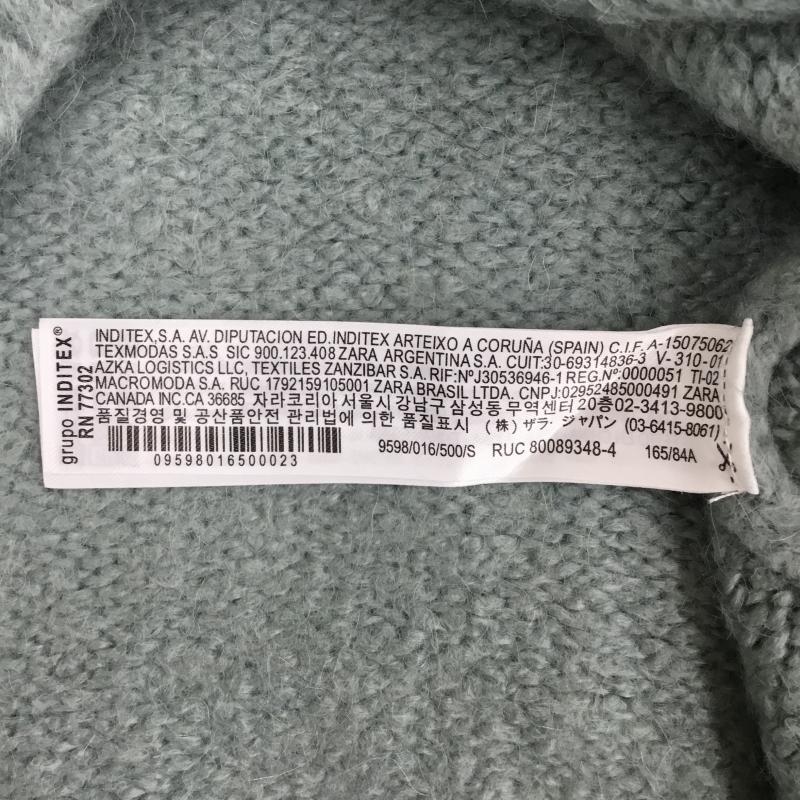 grupo INDITEX®
RN 77302
INDITEX,S.A. AV. DIPUTACION ED.INDITEX ARTEIXO A CORUÑA (SPAIN) C.I.F. A-15075062
TEXMODAS S.A.S SIC 900.123.408 ZARA ARGENTINA S.A. CUIT:30-69314836-3 V-310-01
AZKA LOGISTICS LLC, TEXTILES ZANZIBAR S.A. RIF:NºJ30536946-1 REG.Nº:0000051 TI-02
MACROMODA S.A. RUC 1792159105001 ZARA BRASIL LTDA. CNPJ:02952485000491 ZARA
CANADA INC.CA 36685 자라코리아 서울시 강남구 삼성동 무역센터 20층 02-3413-9800
품질경영 및 공산품안전 관리법에 의한 품질표시 (株) ザラ・ジャパン (03-6415-8061)
09598016500023
9598/016/500/S RUC 80089348-4 165/84A